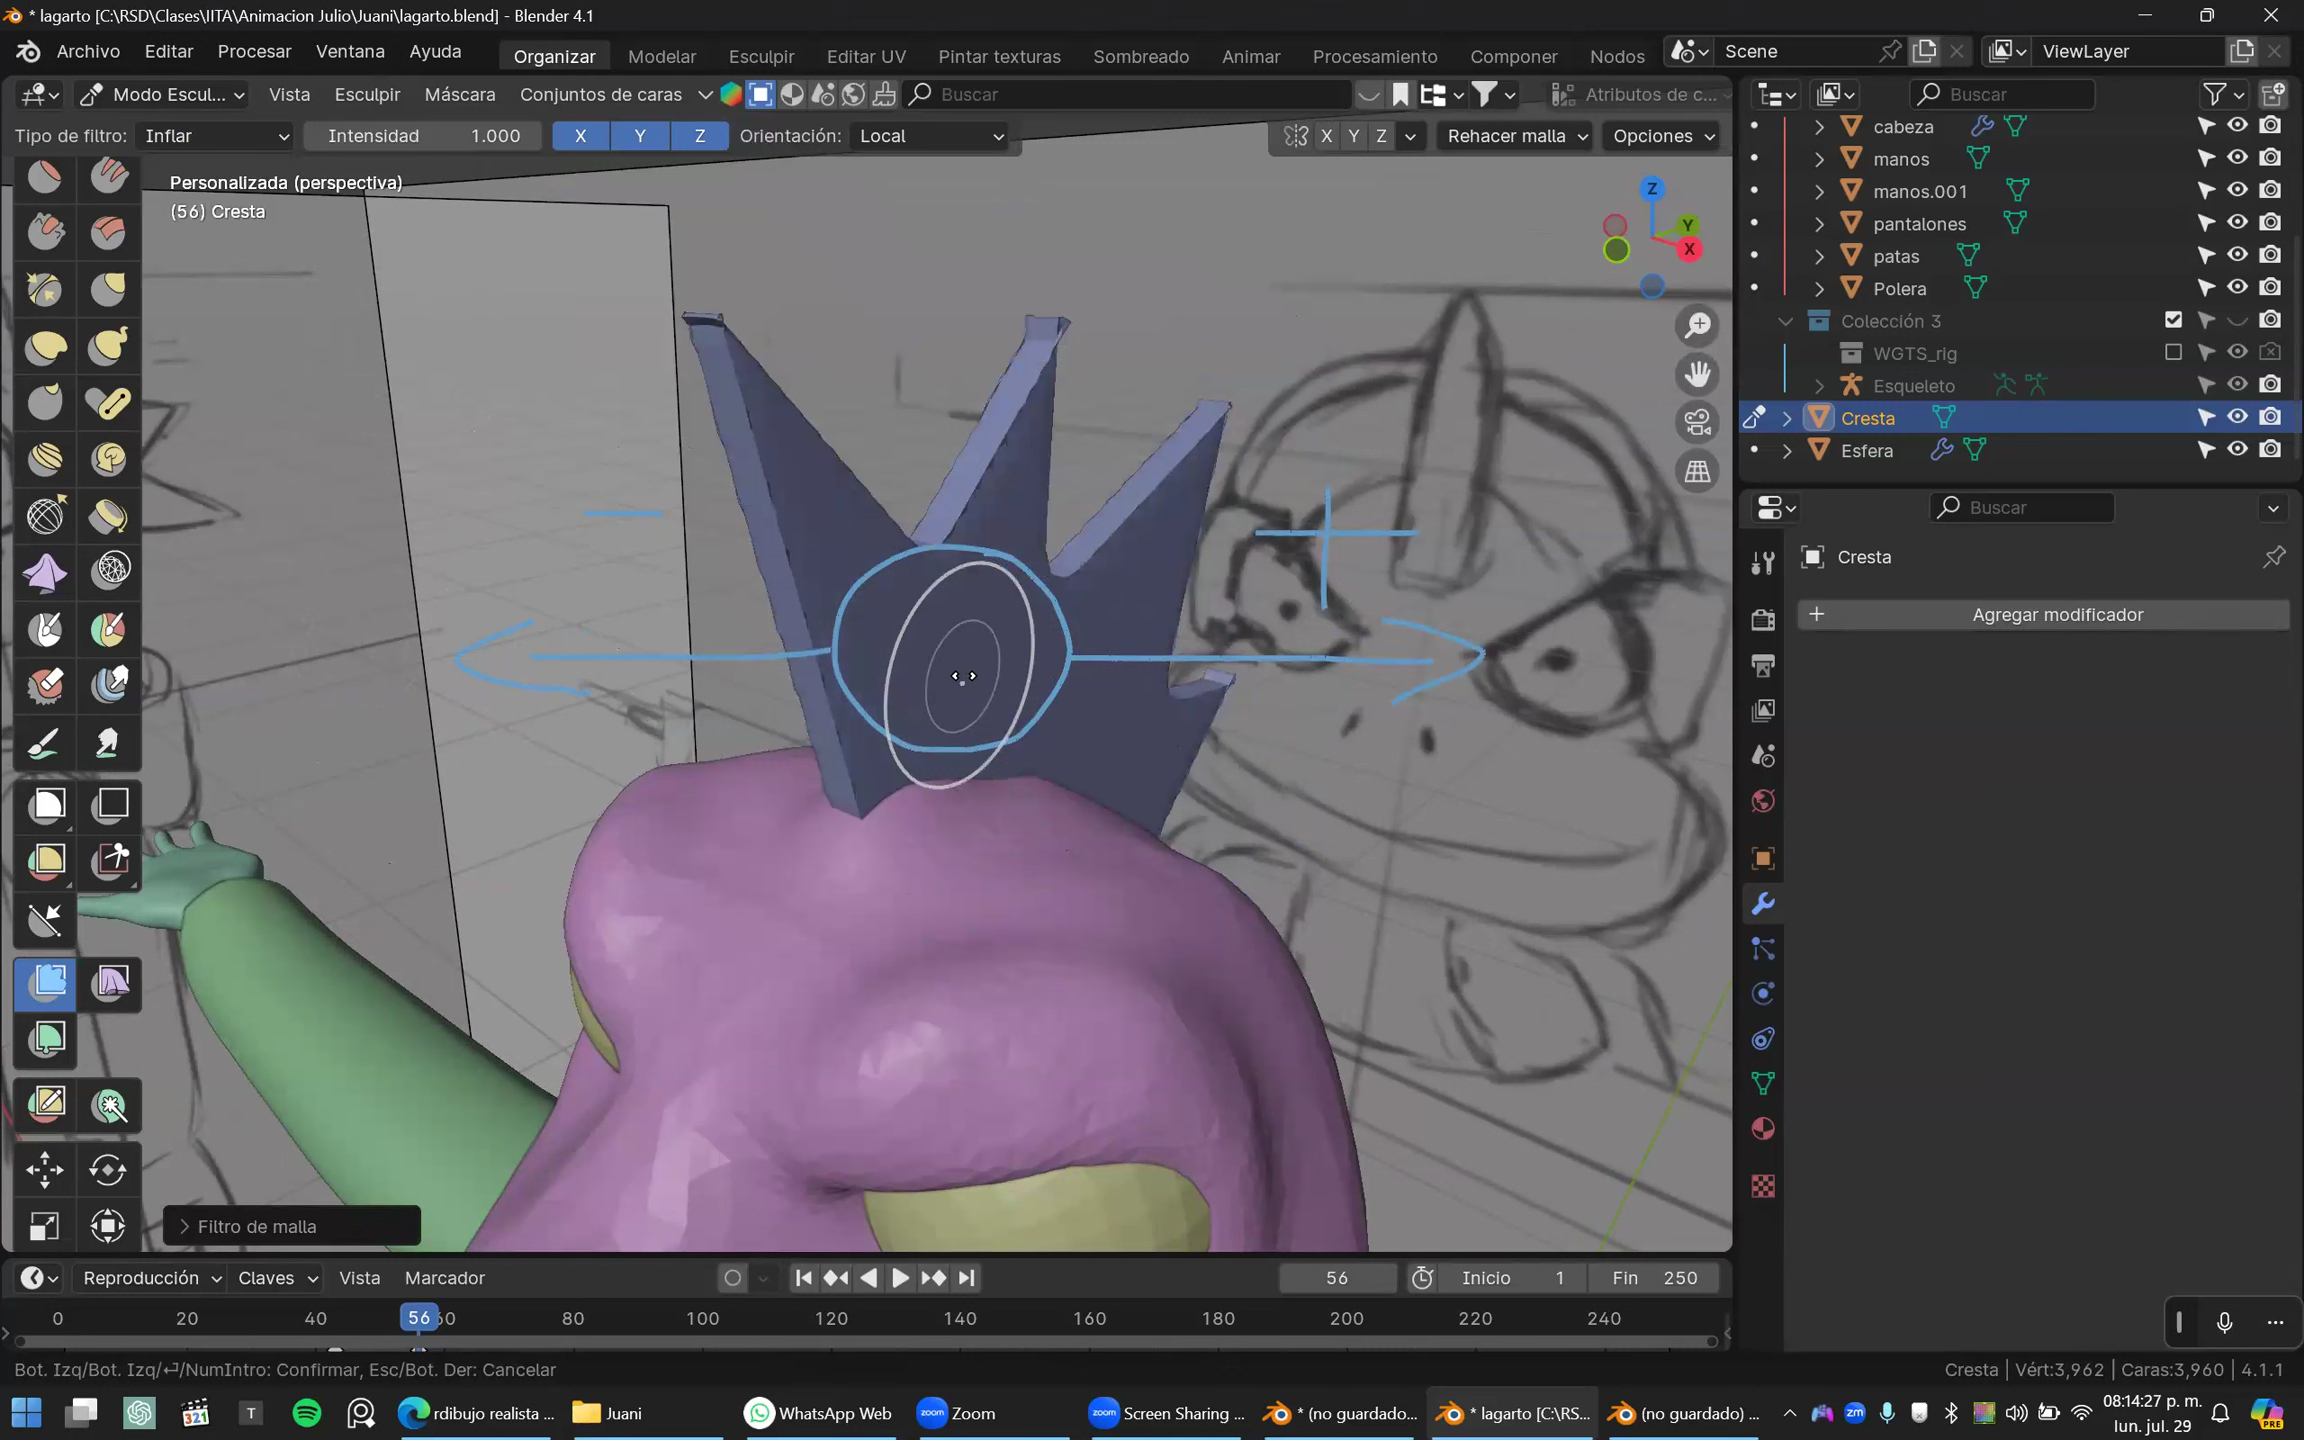 * lagarto [C:\RSD\Clases\IITA\Animacion Julio\Juani\lagarto.blend] - Blender 4.1
Archivo Editar Procesar Ventana Ayuda Organizar Modelar Esculpir Editar UV Pintar texturas Sombreado Animar Procesamiento Componer Nodos Scene ViewLayer
Modo Escul... Vista Esculpir Máscara Conjuntos de caras Buscar Atributos de c... Buscar
Tipo de filtro: Inflar Intensidad 1.000 X Y Z Orientación: Local X Y Z Rehacer malla Opciones
Personalizada (perspectiva)
(56) Cresta
Z
Y
X
cabeza
manos
manos.001
pantalones
patas
Polera
Colección 3
WGTS_rig
Esqueleto
Cresta
Esfera
Buscar
Cresta
Agregar modificador
Filtro de malla
Reproducción Claves Vista Marcador 56 Inicio 1 Fin 250
0 20 40 56 60 80 100 120 140 160 180 200 220 240
Bot. Izq/Bot. Izq/⏎/NumIntro: Confirmar, Esc/Bot. Der: Cancelar
Cresta | Vért:3,962 | Caras:3,960 | 4.1.1
321 T rdibujo realista ... Juani WhatsApp Web zoom Zoom zoom Screen Sharing ... * (no guardado... * lagarto [C:\RS... (no guardado) ... zm 08:14:27 p. m. PRE
lun. jul. 29